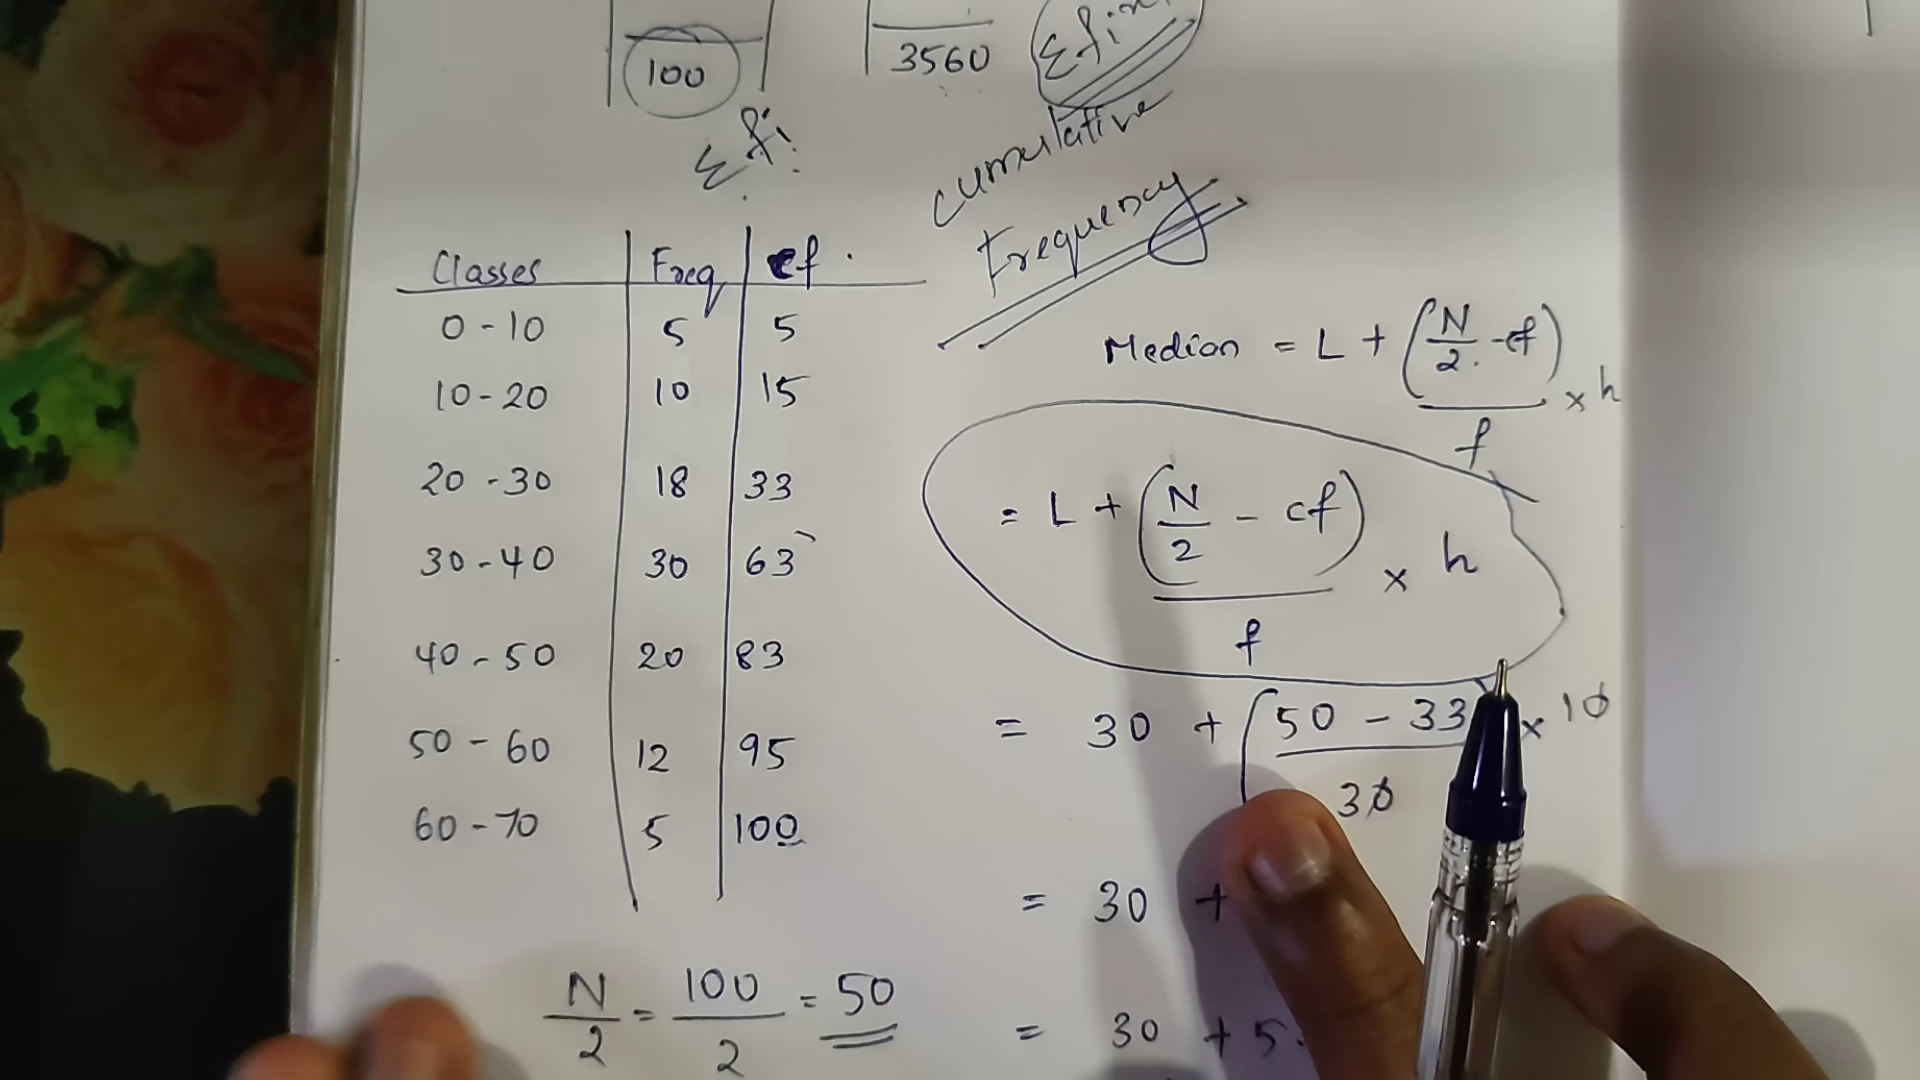 100
3560
Σfixi
Σfi
cumulative
Frequency
Classes Freq cf
0-10 5 5
10-20 10 15
20-30 18 33
30-40 30 63
40-50 20 83
50-60 12 95
60-70 5 100
N/2 = 100/2 = 50
Median = L + (N/2 - cf)/f × h
= L + (N/2 - cf)/f × h
= 30 + (50 - 33/30 × 10
= 30 +
= 30 + 5.